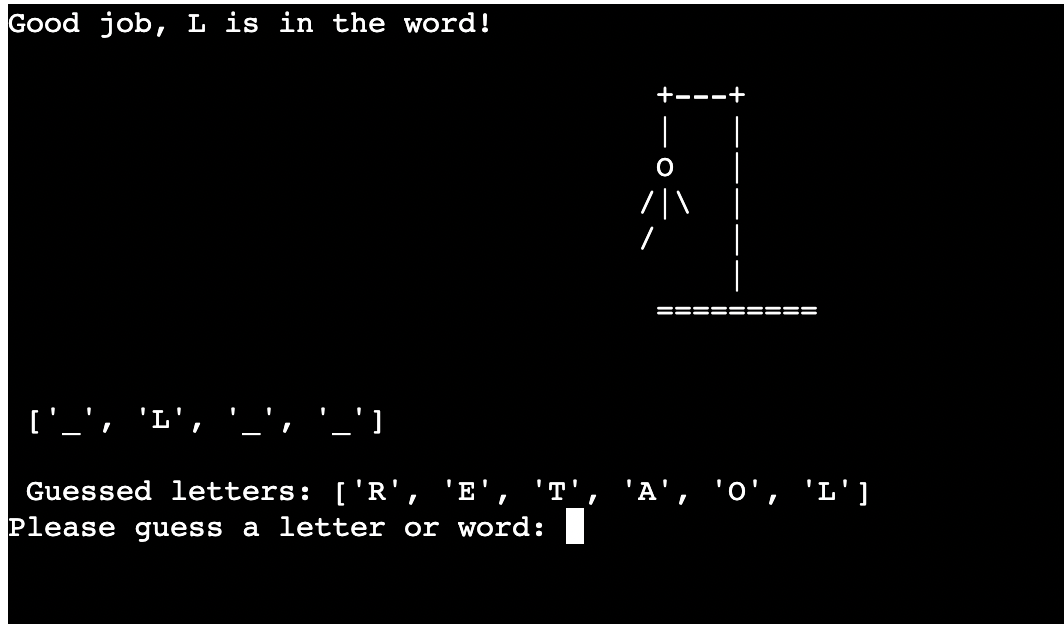 Good job, L is in the word!
+---+
|   |
O   |
/|\  |
/    |
|
=========
['_', 'L', '_', '_']
Guessed letters: ['R', 'E', 'T', 'A', 'O', 'L']
Please guess a letter or word: